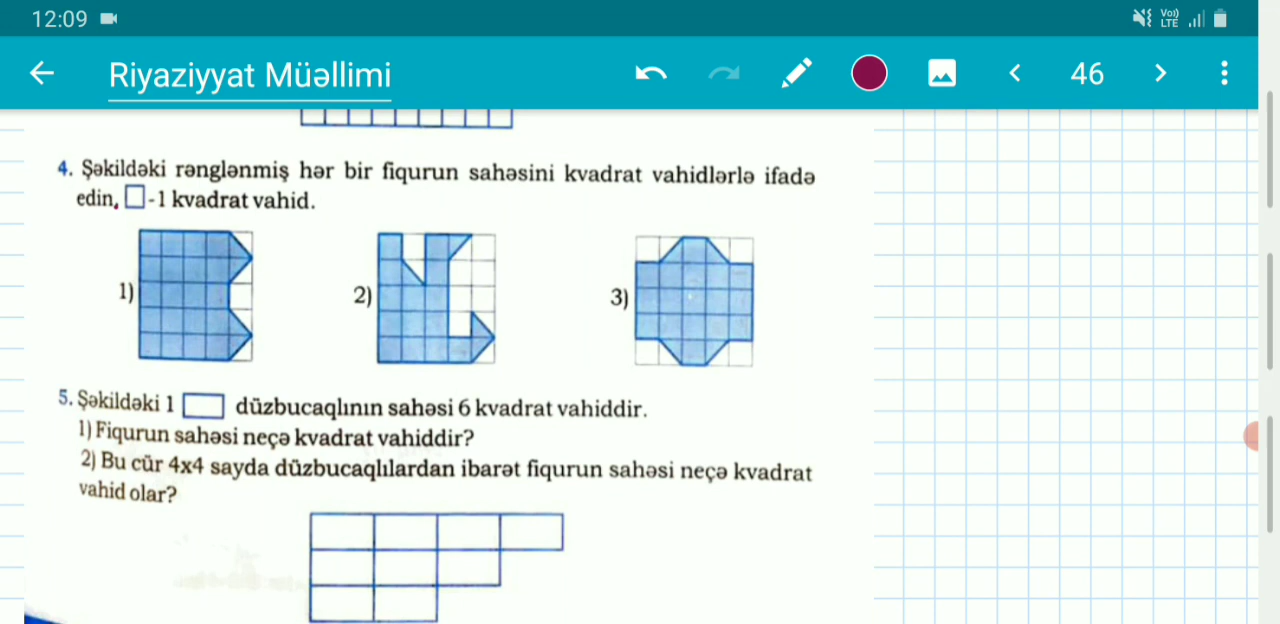 12:09
Vo))
LTE
Riyaziyyat Müəllimi
46
4. Şəkildəki rənglənmiş hər bir fiqurun sahəsini kvadrat vahidlərlə ifadə
edin, □-1 kvadrat vahid.
1)
2)
3)
5. Şəkildəki 1 düzbucaqlının sahəsi 6 kvadrat vahiddir.
1) Fiqurun sahəsi neçə kvadrat vahiddir?
2) Bu cür 4x4 sayda düzbucaqlılardan ibarət fiqurun sahəsi neçə kvadrat
vahid olar?